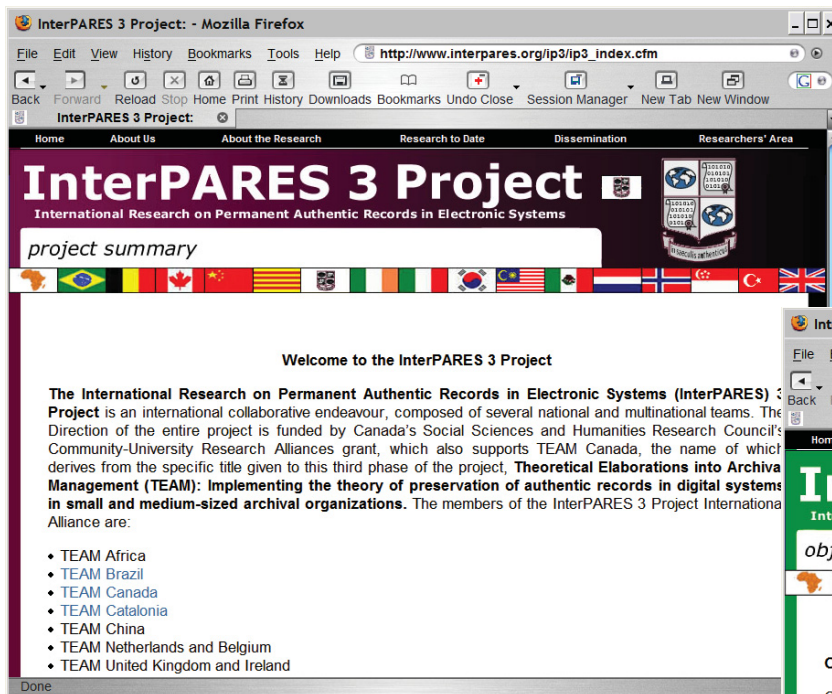 InterPARES 3 Project: - Mozilla Firefox
File Edit View History Bookmarks Tools Help http://www.interpares.org/ip/ip3_index.cfm
Back Forward Reload Stop Home Print History Downloads Bookmarks Undo Close Session Manager New Tab New Window
InterPARES 3 Project:
Home About Us About the Research Research to Date Dissemination Researchers' Area
InterPARES 3 Project
International Research on Permanent Authentic Records in Electronic Systems
project summary
Welcome to the InterPARES 3 Project
The International Research on Permanent Authentic Records in Electronic Systems (InterPARES) 3
Project is an international collaborative endeavour, composed of several national and multinational teams. The
Direction of the entire project is funded by Canada's Social Sciences and Humanities Research Council's
Community-University Research Alliances grant, which also supports TEAM Canada, the name of which
derives from the specific title given to this third phase of the project, Theoretical Elaborations into Archiva
Management (TEAM): Implementing the theory of preservation of authentic records in digital systems
in small and medium-sized archival organizations. The members of the InterPARES 3 Project Internationa
Alliance are:
• TEAM Africa
• TEAM Brazil
• TEAM Canada
• TEAM Catalonia
• TEAM China
• TEAM Netherlands and Belgium
• TEAM United Kingdom and Ireland
Done
Int
File
Back
Hom
Int
obj